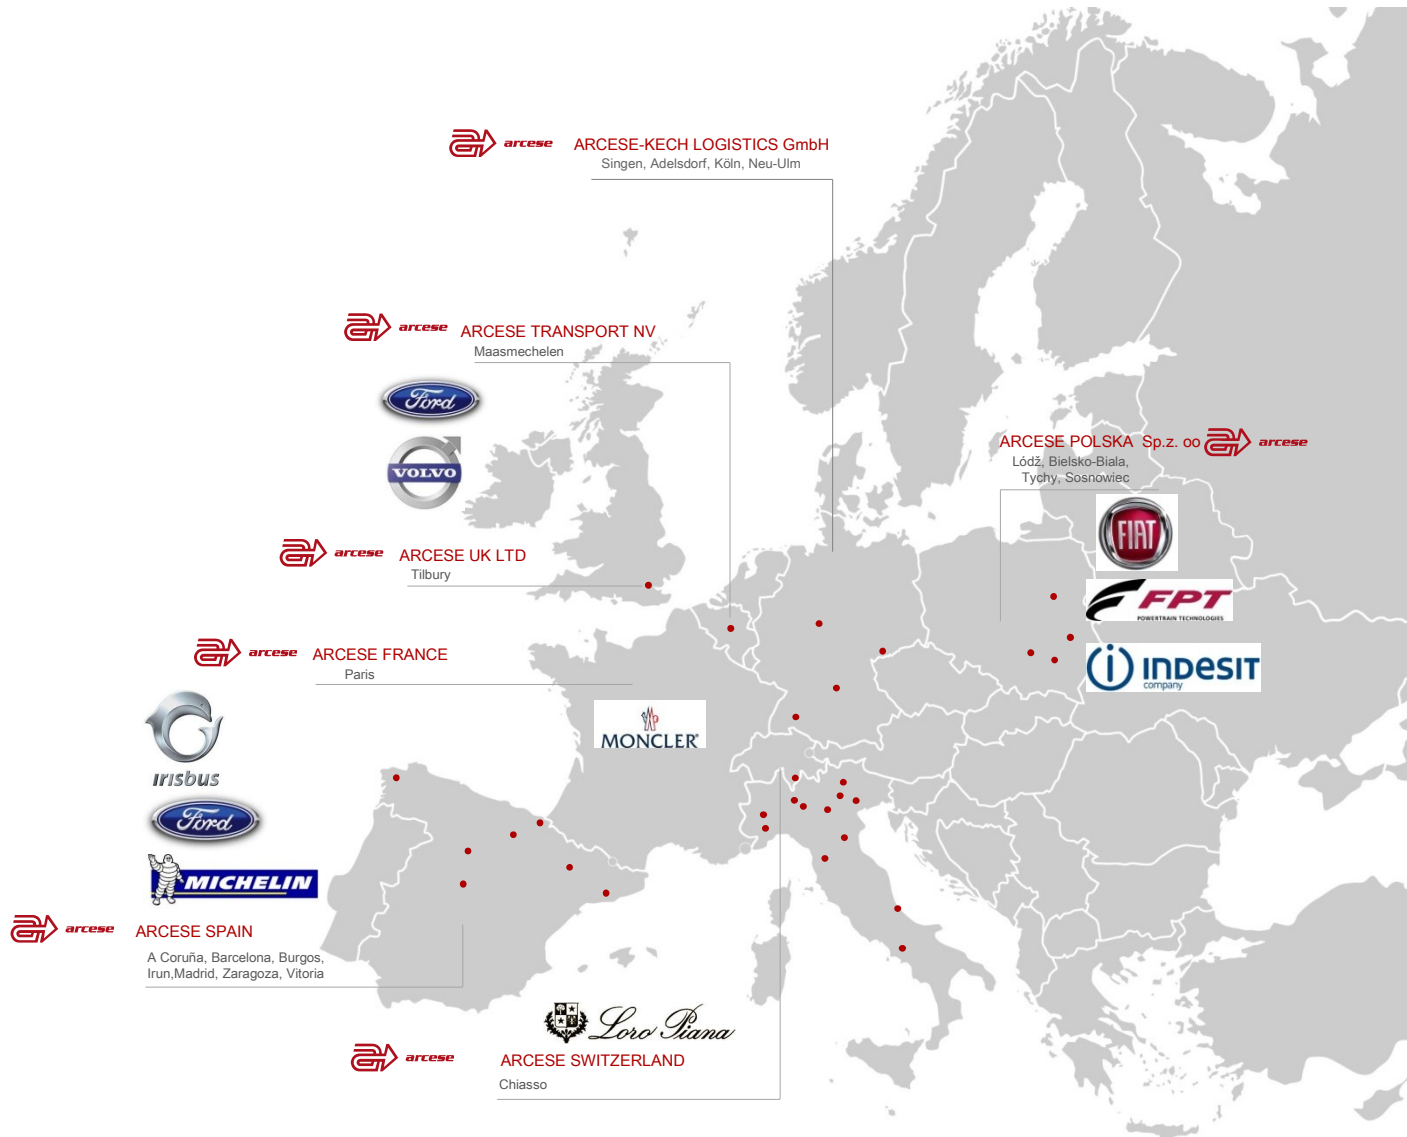 arcese ARCESE-KECH LOGISTICS GmbH
Singen, Adelsdorf, Köln, Neu-Ulm
arcese ARCESE TRANSPORT NV
Maasmechelen
Ford
VOLVO
ARCESE POLSKA Sp.z. oo arcese
Lódž, Bielsko-Biala,
Tychy, Sosnowiec
FIAT
FPT
POWERTRAIN TECHNOLOGIES
INDESIT
company
arcese ARCESE UK LTD
Tilbury
arcese ARCESE FRANCE
Paris
MONCLER
irisbus
Ford
MICHELIN
arcese ARCESE SPAIN
A Coruña, Barcelona, Burgos,
Irun,Madrid, Zaragoza, Vitoria
Loro Piana
arcese ARCESE SWITZERLAND
Chiasso